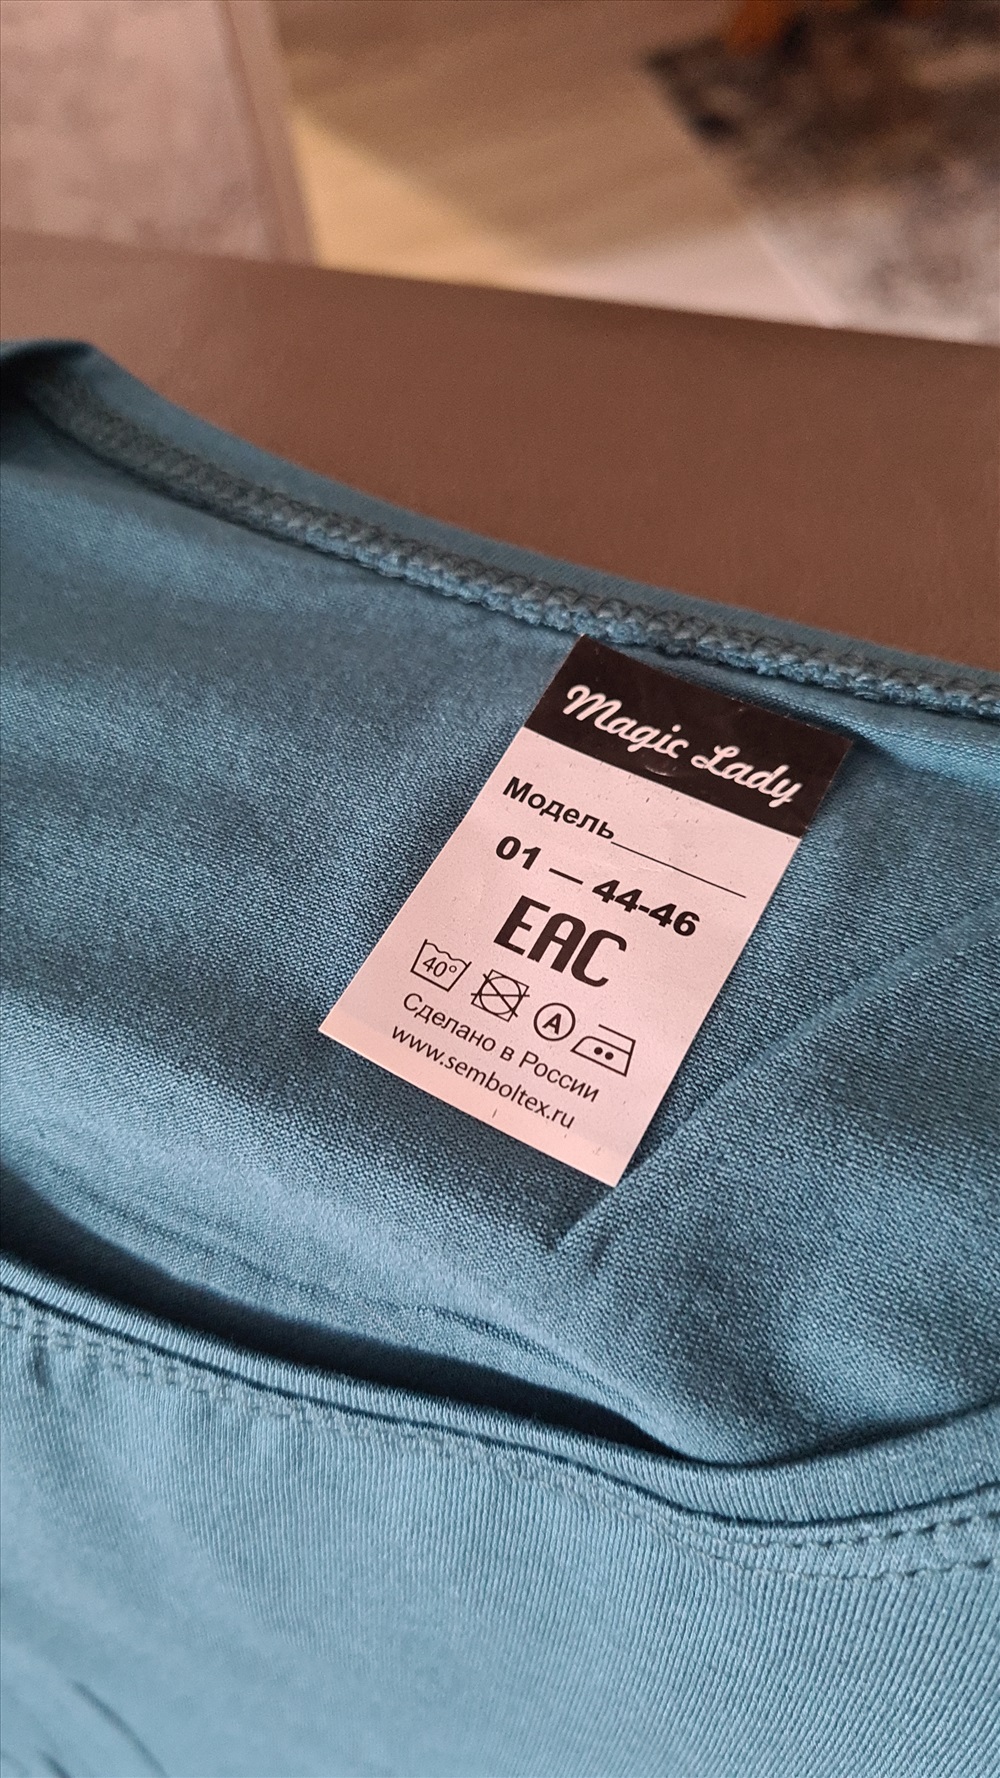 Magic Lady
Модель
01 — 44-46
EAC
40° A
Сделано в России
www.semboltex.ru